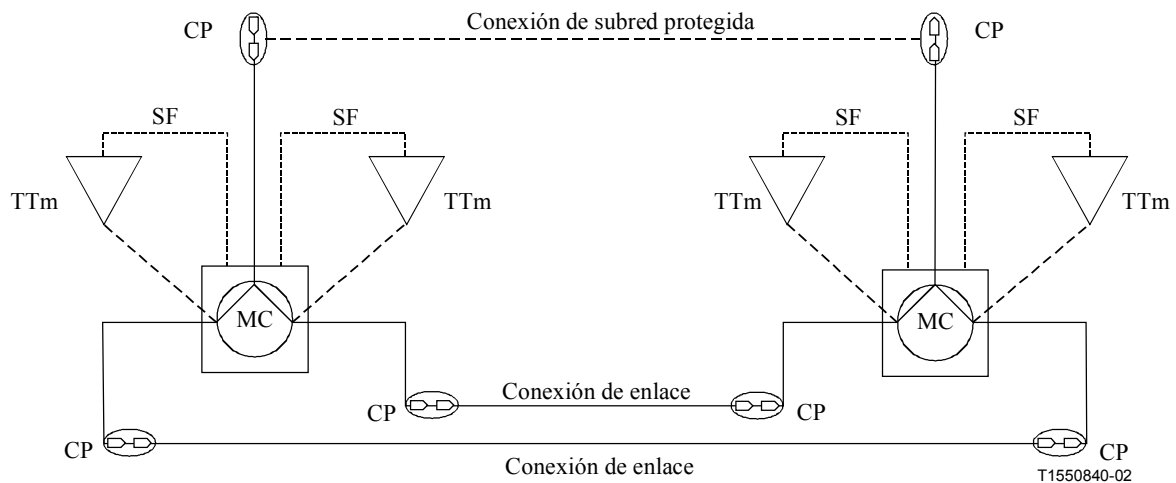 CP
Conexión de subred protegida
CP
SF
SF
SF
SF
TTm
TTm
TTm
TTm
MC
MC
CP
Conexión de enlace
CP
CP
Conexión de enlace
CP
T1550840-02